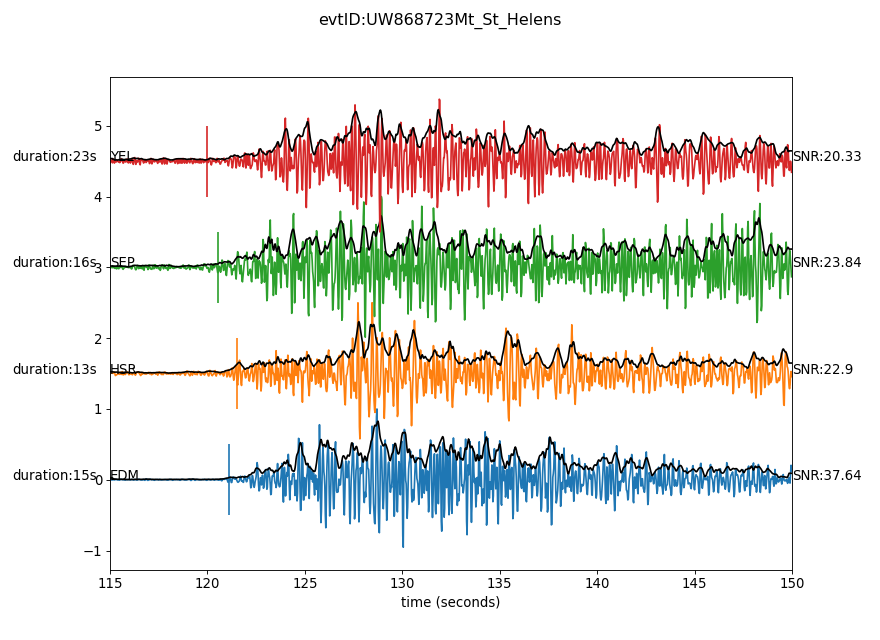 evtID:UW868723Mt_St_Helens
5
duration:23s YEL SNR:20.33
4
duration:16s SEP SNR:23.84
3
2
duration:13s HSR SNR:22.9
1
duration:15s EDM SNR:37.64
0
−1
115 120 125 130 135 140 145 150
time (seconds)